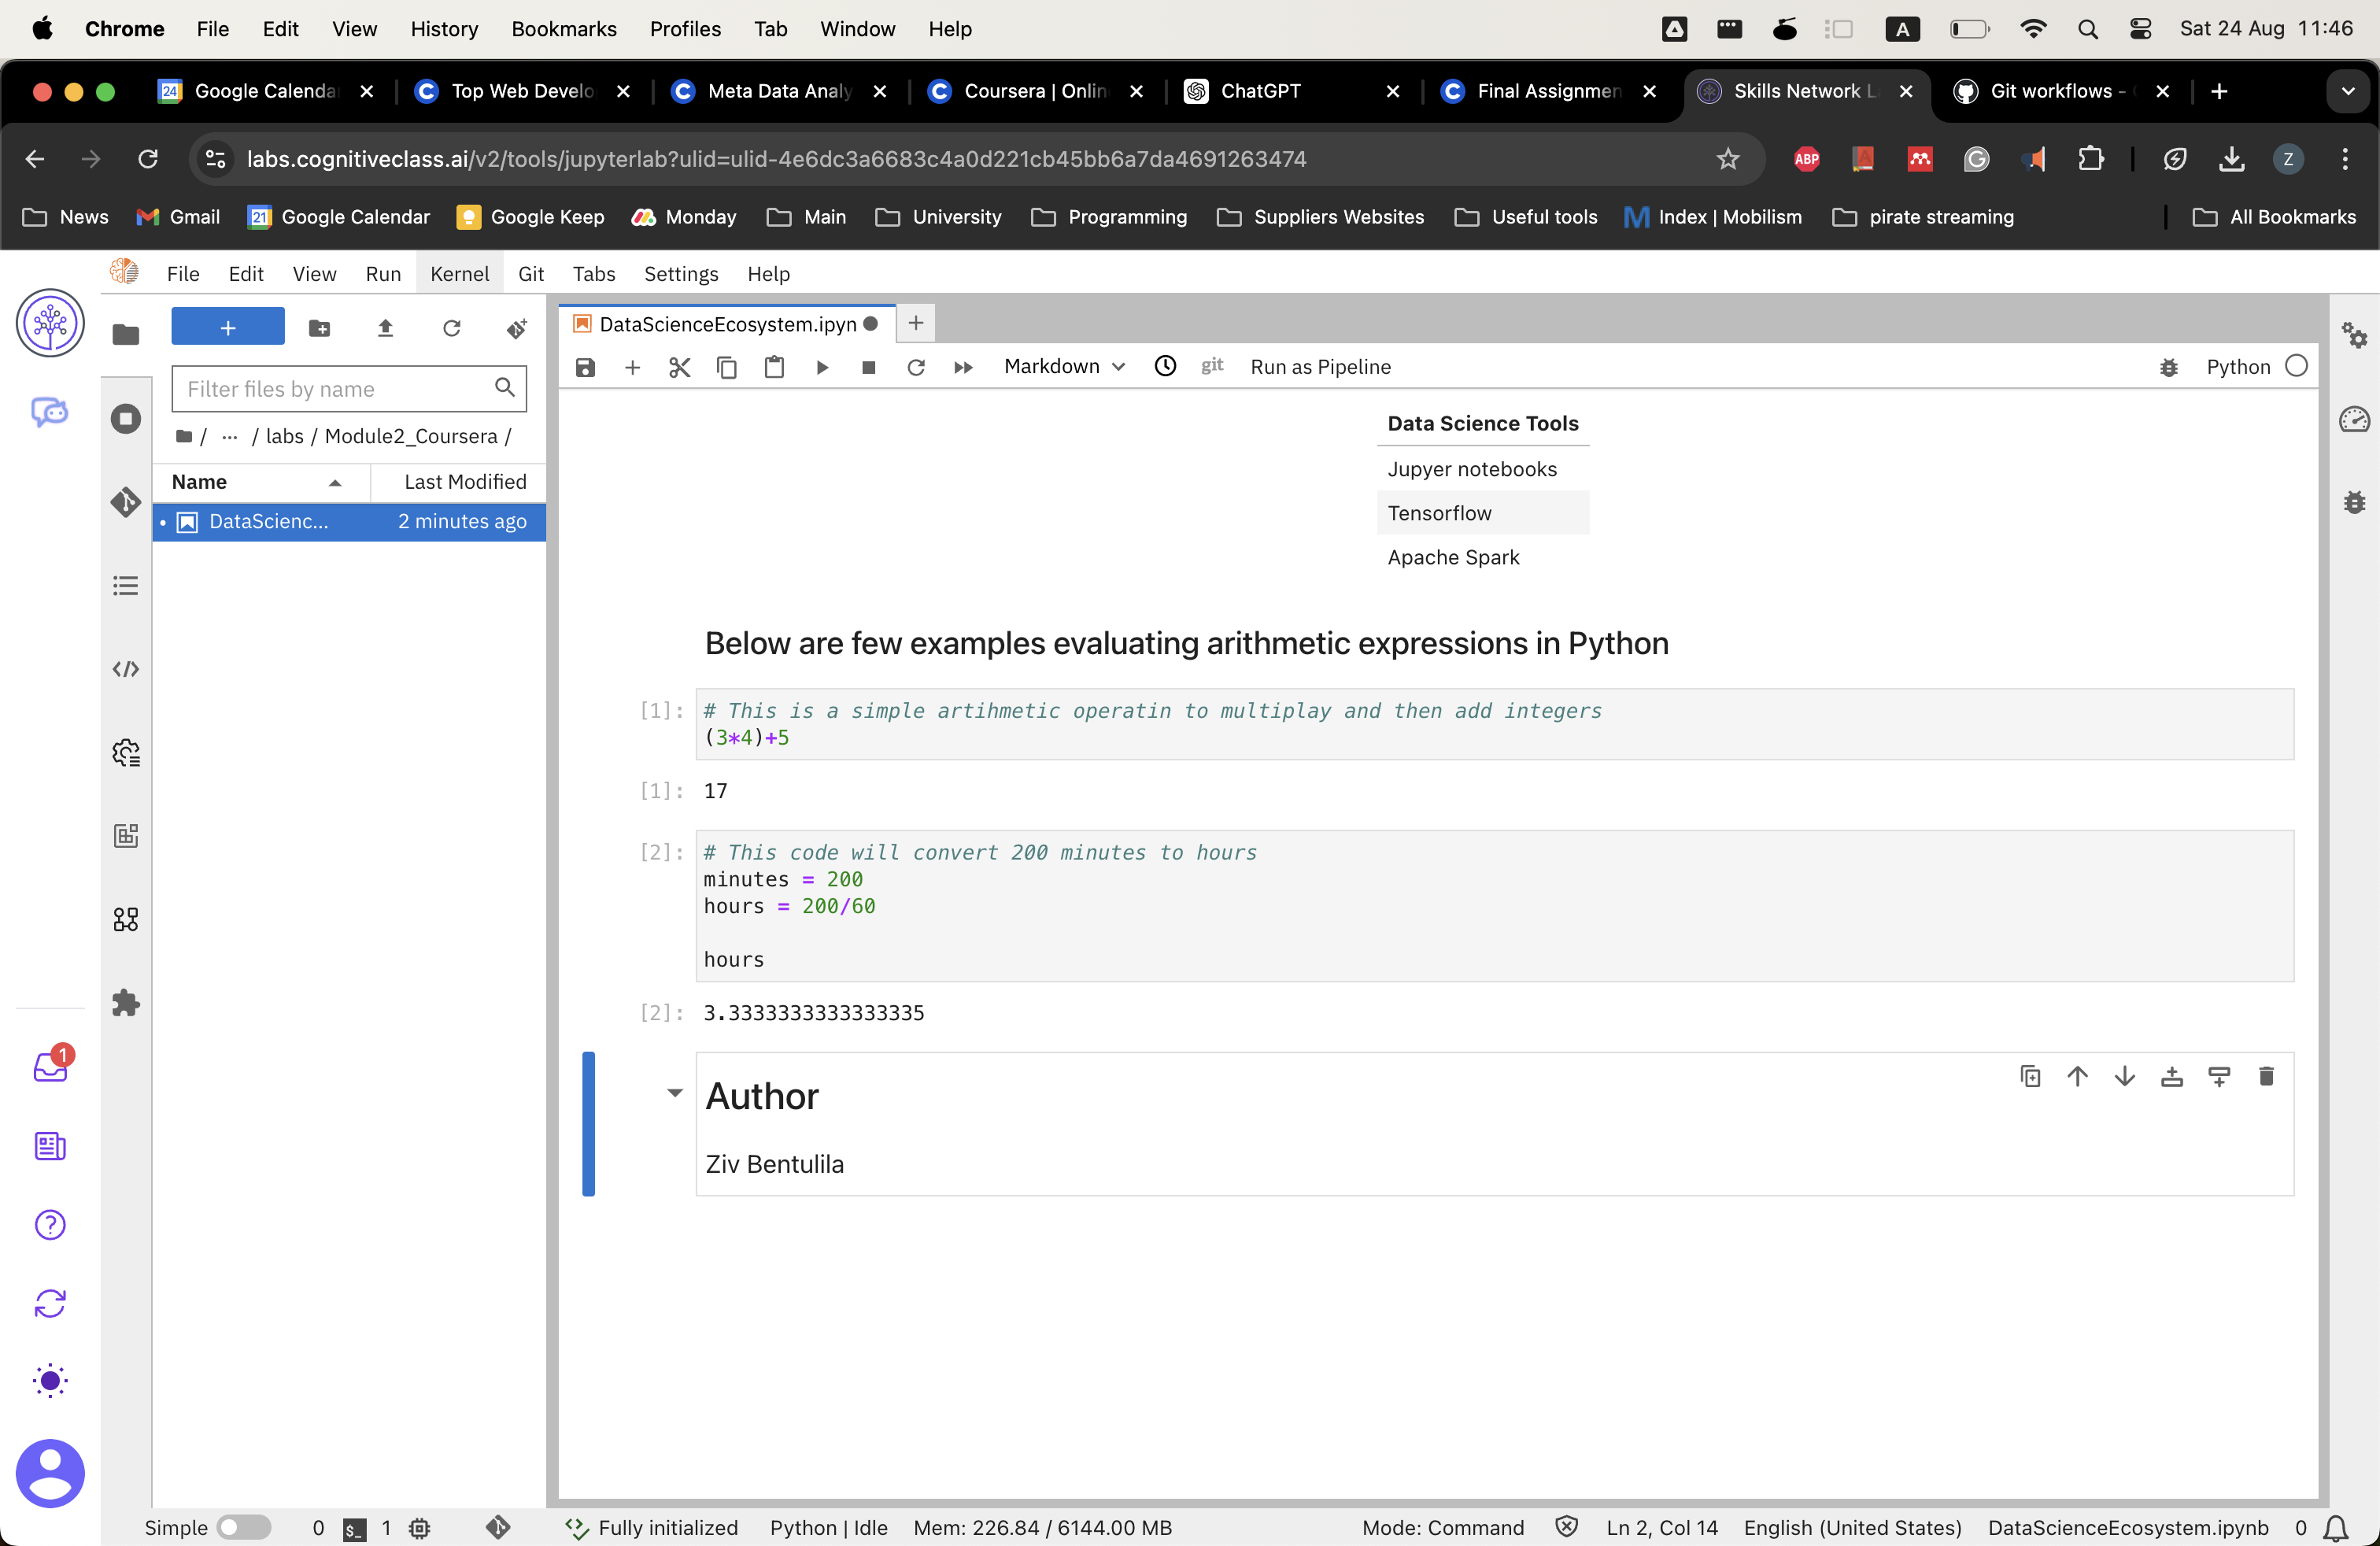 Chrome File Edit View History Bookmarks Profiles Tab Window Help A Sat 24 Aug 11:46
24 Google Calenda Top Web Develo Meta Data Analy Coursera | Onlin ChatGPT Final Assignmen Skills Network L Git workflows -
labs.cognitiveclass.ai/v2/tools/jupyterlab?ulid=ulid-4e6dc3a6683c4a0d221cb45bb6a7da4691263474 ABP Z
News Gmail 21 Google Calendar Google Keep Monday Main University Programming Suppliers Websites Useful tools Index | Mobilism pirate streaming All Bookmarks
File Edit View Run Kernel Git Tabs Settings Help
DataScienceEcosystem.ipyn
Markdown git Run as Pipeline Python
Filter files by name
/ ... / labs / Module2_Coursera /
Name Last Modified
DataScienc... 2 minutes ago
Data Science Tools
Jupyer notebooks
Tensorflow
Apache Spark
Below are few examples evaluating arithmetic expressions in Python
[1]: # This is a simple artihmetic operatin to multiplay and then add integers
(3*4)+5
[1]: 17
[2]: # This code will convert 200 minutes to hours
minutes = 200
hours = 200/60
hours
[2]: 3.3333333333333335
Author
Ziv Bentulila
1
Simple 0 $_ 1 Fully initialized Python | Idle Mem: 226.84 / 6144.00 MB Mode: Command Ln 2, Col 14 English (United States) DataScienceEcosystem.ipynb 0